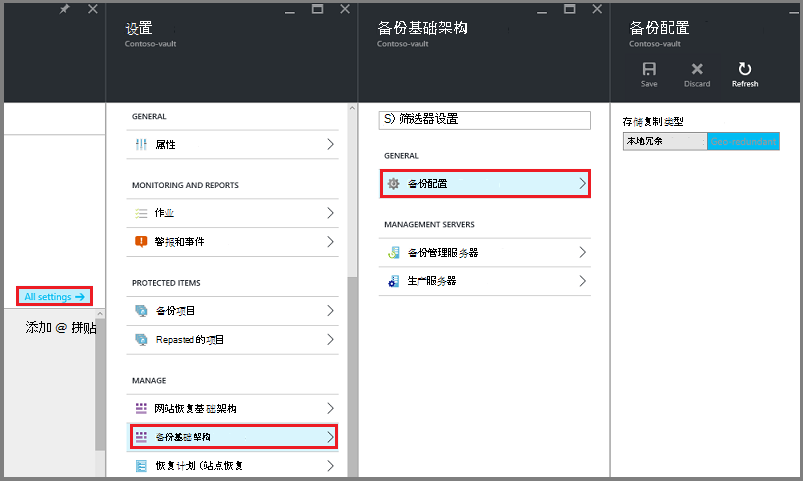 All settings
添加 @ 拼贴
设置
Contoso-vault
GENERAL
属性
MONITORING AND REPORTS
作业
警报和事件
PROTECTED ITEMS
备份项目
Repasted 的项目
MANAGE
网站恢复基础架构
备份基础架构
恢复计划 (站点恢复
备份基础架构
Contoso-vault
S) 筛选器设置
GENERAL
备份配置
MANAGEMENT SERVERS
备份管理服务器
生产服务器
备份配置
Contoso-vault
Save Discard Refresh
存储复制类型
本地冗余 Geo-redundant